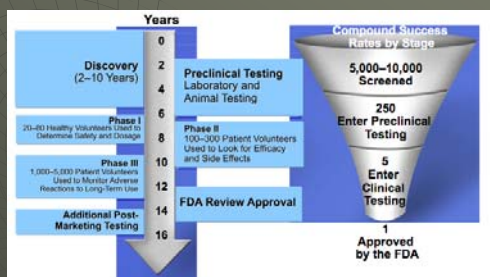 Years
0
2
4
6
8
10
12
14
16
Discovery
(2–10 Years)
Preclinical Testing
Laboratory and
Animal Testing
Phase I
20–80 Healthy Volunteers Used to
Determine Safety and Dosage
Phase II
100–300 Patient Volunteers
Used to Look for Efficacy
and Side Effects
Phase III
1,000–5,000 Patient Volunteers
Used to Monitor Adverse
Reactions to Long-Term Use
FDA Review Approval
Additional Post-
Marketing Testing
Compound Success
Rates by Stage
5,000–10,000
Screened
250
Enter Preclinical
Testing
5
Enter
Clinical
Testing
1
Approved
by the FDA